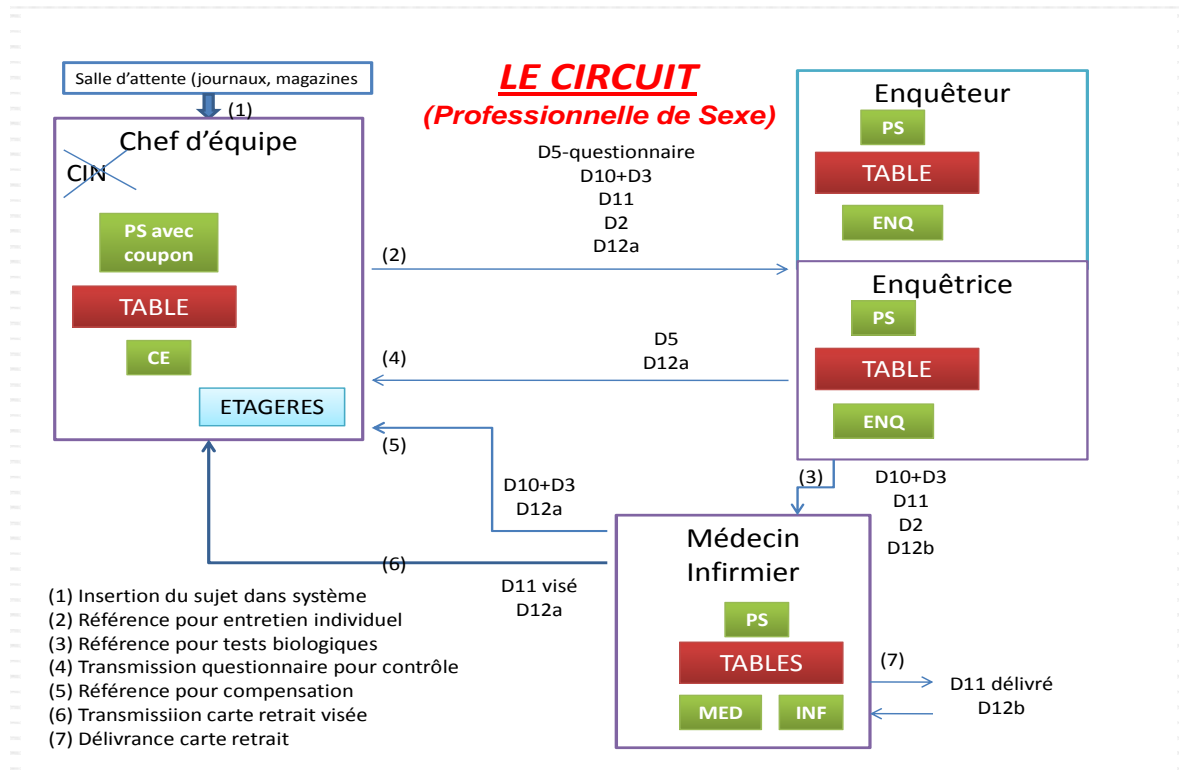 Salle d'attente (journaux, magazines
(1)
LE CIRCUIT
(Professionnelle de Sexe)
Chef d'équipe
CIN
PS avec
coupon
TABLE
CE
ETAGERES
D5-questionnaire
D10+D3
D11
D2
D12a
(2)
Enquêteur
PS
TABLE
ENQ
Enquêtrice
PS
TABLE
ENQ
D5
D12a
(4)
(5)
D10+D3
D12a
(3)
D10+D3
D11
D2
D12b
(6)
D11 visé
D12a
Médecin
Infirmier
PS
TABLES
MED
INF
(7)
D11 délivré
D12b
(1) Insertion du sujet dans système
(2) Référence pour entretien individuel
(3) Référence pour tests biologiques
(4) Transmission questionnaire pour contrôle
(5) Référence pour compensation
(6) Transmissiion carte retrait visée
(7) Délivrance carte retrait